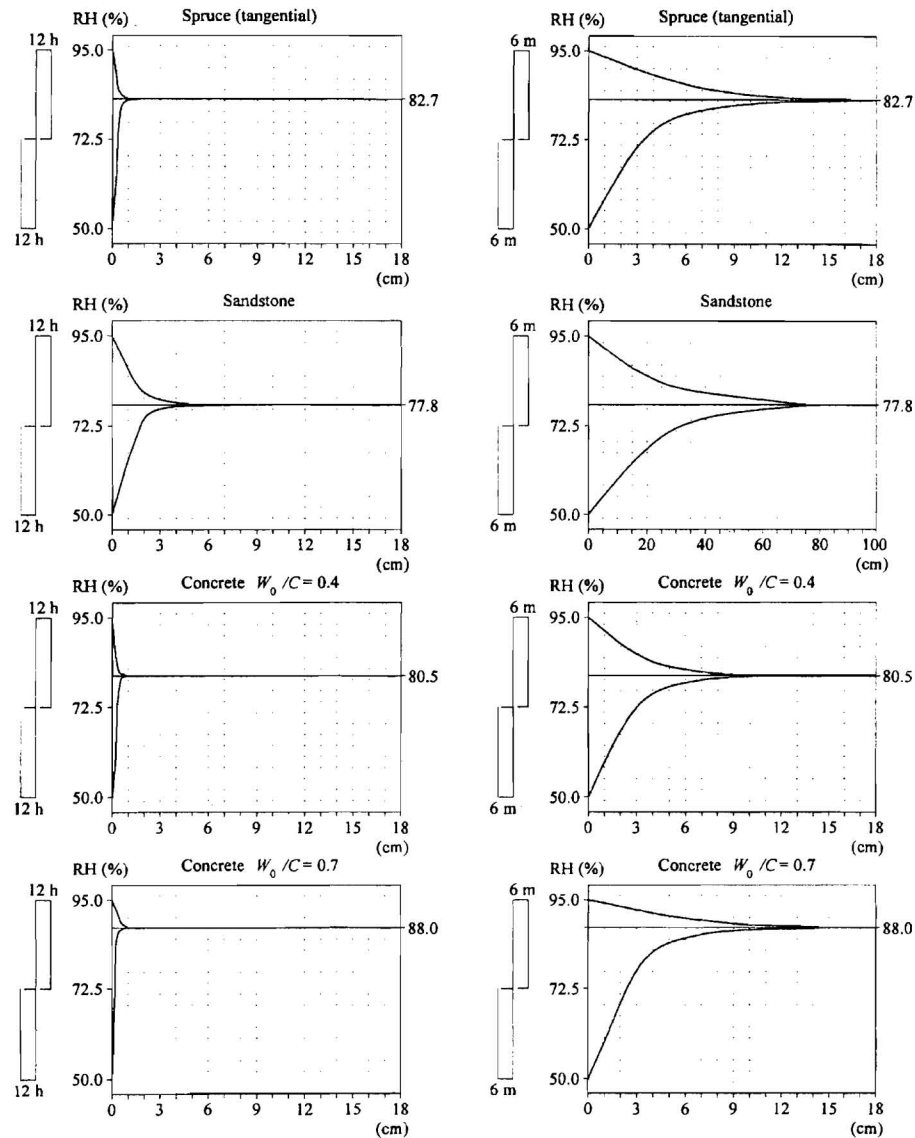 Spruce (tangential)
RH (%)
12 h
95.0
82.7
72.5
50.0
12 h
0 3 6 9 12 15 18
(cm)
Spruce (tangential)
RH (%)
6 m
95.0
82.7
72.5
50.0
6 m
0 3 6 9 12 15 18
(cm)
Sandstone
RH (%)
12 h
95.0
77.8
72.5
50.0
12 h
0 3 6 9 12 15 18
(cm)
Sandstone
RH (%)
6 m
95.0
77.8
72.5
50.0
6 m
0 20 40 60 80 100
(cm)
Concrete W₀/C = 0.4
RH (%)
12 h
95.0
80.5
72.5
50.0
12 h
0 3 6 9 12 15 18
(cm)
Concrete W₀/C = 0.4
RH (%)
6 m
95.0
80.5
72.5
50.0
6 m
0 3 6 9 12 15 18
(cm)
Concrete W₀/C = 0.7
RH (%)
12 h
95.0
88.0
72.5
50.0
12 h
0 3 6 9 12 15 18
(cm)
Concrete W₀/C = 0.7
RH (%)
6 m
95.0
88.0
72.5
50.0
6 m
0 3 6 9 12 15 18
(cm)